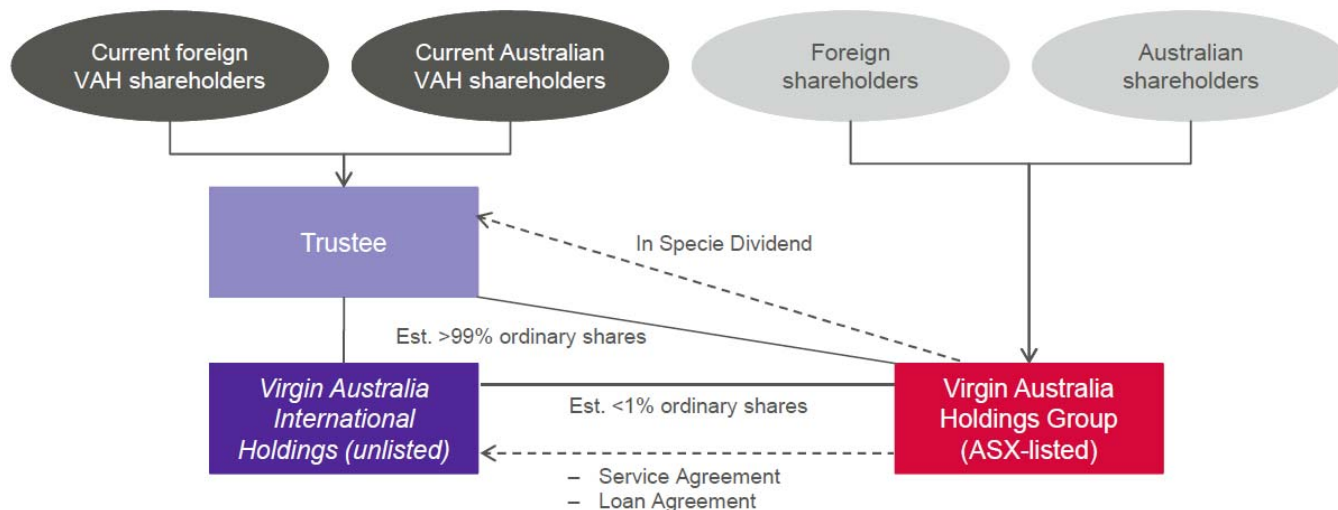 Current foreign
VAH shareholders
Current Australian
VAH shareholders
Foreign
shareholders
Australian
shareholders
Trustee
In Specie Dividend
Est. >99% ordinary shares
Virgin Australia
International
Holdings (unlisted)
Est. <1% ordinary shares
Virgin Australia
Holdings Group
(ASX-listed)
– Service Agreement
– Loan Agreement